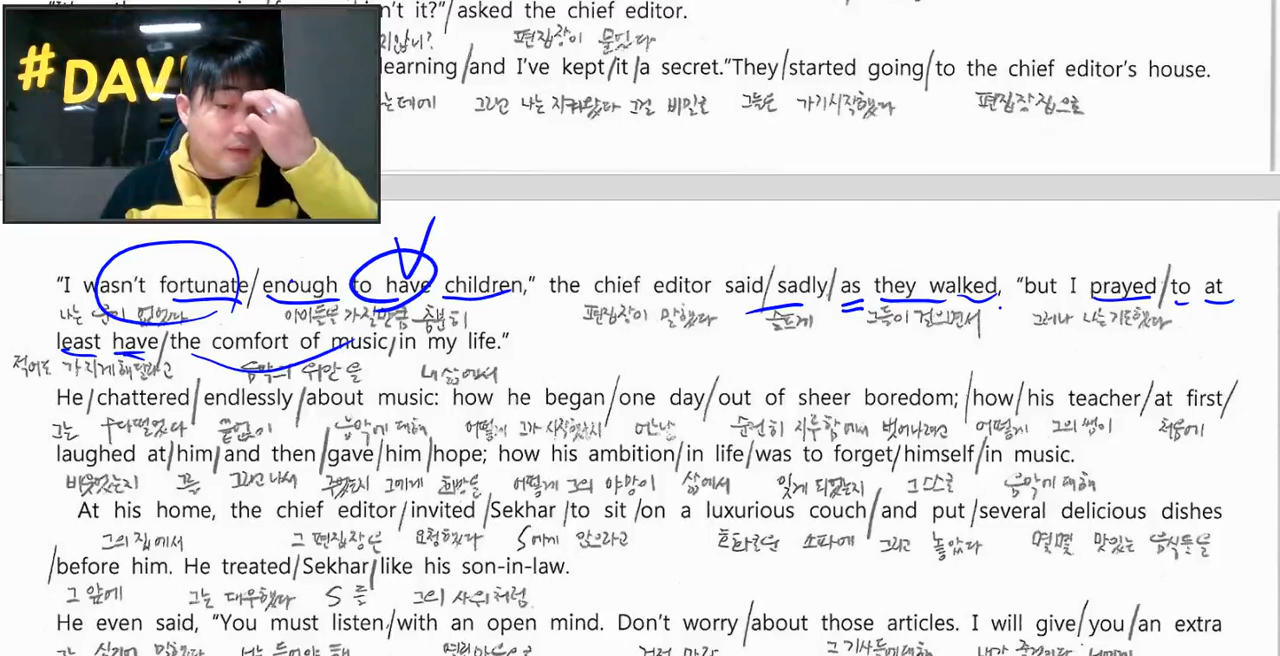 n't it?"/ asked the chief editor.
지않니? 편집장이 물었다
#DAV
learning/and I've kept/it/a secret."They/started going/to the chief editor's house.
는데에 그리고 나는 지켜왔다 그걸 비밀로 그들은 가기시작했다 편집장집으로
"I wasn't fortunate/enough to have children," the chief editor said/sadly/as they walked, "but I prayed/to at
나는 운이 없었다 아이들을 가질만큼 충분히 편집장이 말했다 슬프게 그들이 걸으면서 그러나 나는 기도했다
least have/the comfort of music/in my life."
적어도 가지게해달라고 음악의 위안을 내 삶에서
He/chattered/endlessly/about music: how he began/one day/out of sheer boredom;/how/his teacher/at first/
그는 수다떨었다 끝없이 음악에 대해 어떻게 그가 시작했는지 어느날 순전히 지루함에서 벗어나려고 어떻게 그의 쌤이 처음에
laughed at/him/and then/gave/him/hope; how his ambition/in life/was to forget/himself/in music.
비웃었는지 그를 그리고 나서 주었는지 그에게 희망을 어떻게 그의 야망이 삶에서 잊게 되었는지 그 스스로 음악에 대해
At his home, the chief editor/invited/Sekhar/to sit/on a luxurious couch/and put/several delicious dishes
그의 집에서 그 편집장은 요청했다 S에게 앉으라고 호화로운 소파에 그리고 놓았다 몇몇 맛있는 음식들을
/before him. He treated/Sekhar/like his son-in-law.
그 앞에 그는 대우했다 S를 그의 사위처럼
He even said, "You must listen/with an open mind. Don't worry/about those articles. I will give/you/an extra
그 기사들에 대해